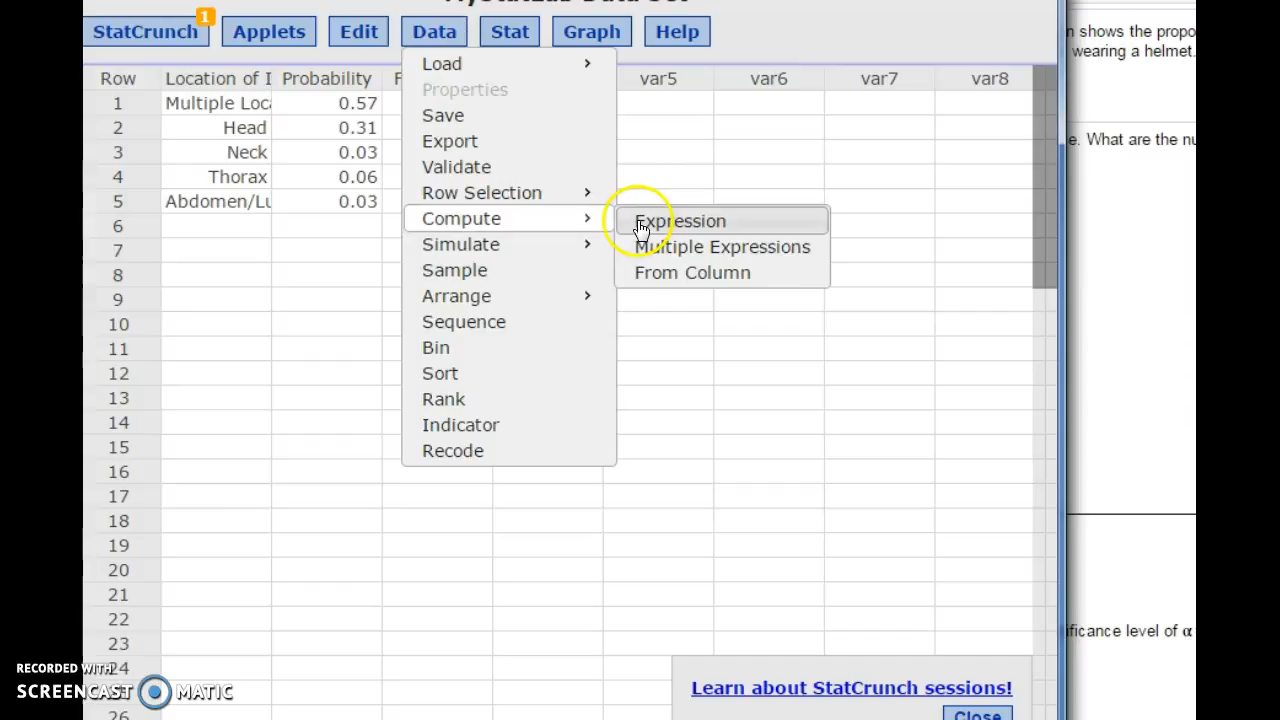 MyStatLab Data Set
StatCrunch 1 Applets Edit Data Stat Graph Help
Row Location of I Probability F var5 var6 var7 var8
1 Multiple Loca 0.57
2 Head 0.31
3 Neck 0.03
4 Thorax 0.06
5 Abdomen/Lu 0.03
6
7
8
9
10
11
12
13
14
15
16
17
18
19
20
21
22
23
24
26
Load
Properties
Save
Export
Validate
Row Selection
Compute
Simulate
Sample
Arrange
Sequence
Bin
Sort
Rank
Indicator
Recode
Expression
Multiple Expressions
From Column
n shows the propo
wearing a helmet.
e. What are the nu
ificance level of α
Learn about StatCrunch sessions!
Close
RECORDED WITH
SCREENCAST MATIC